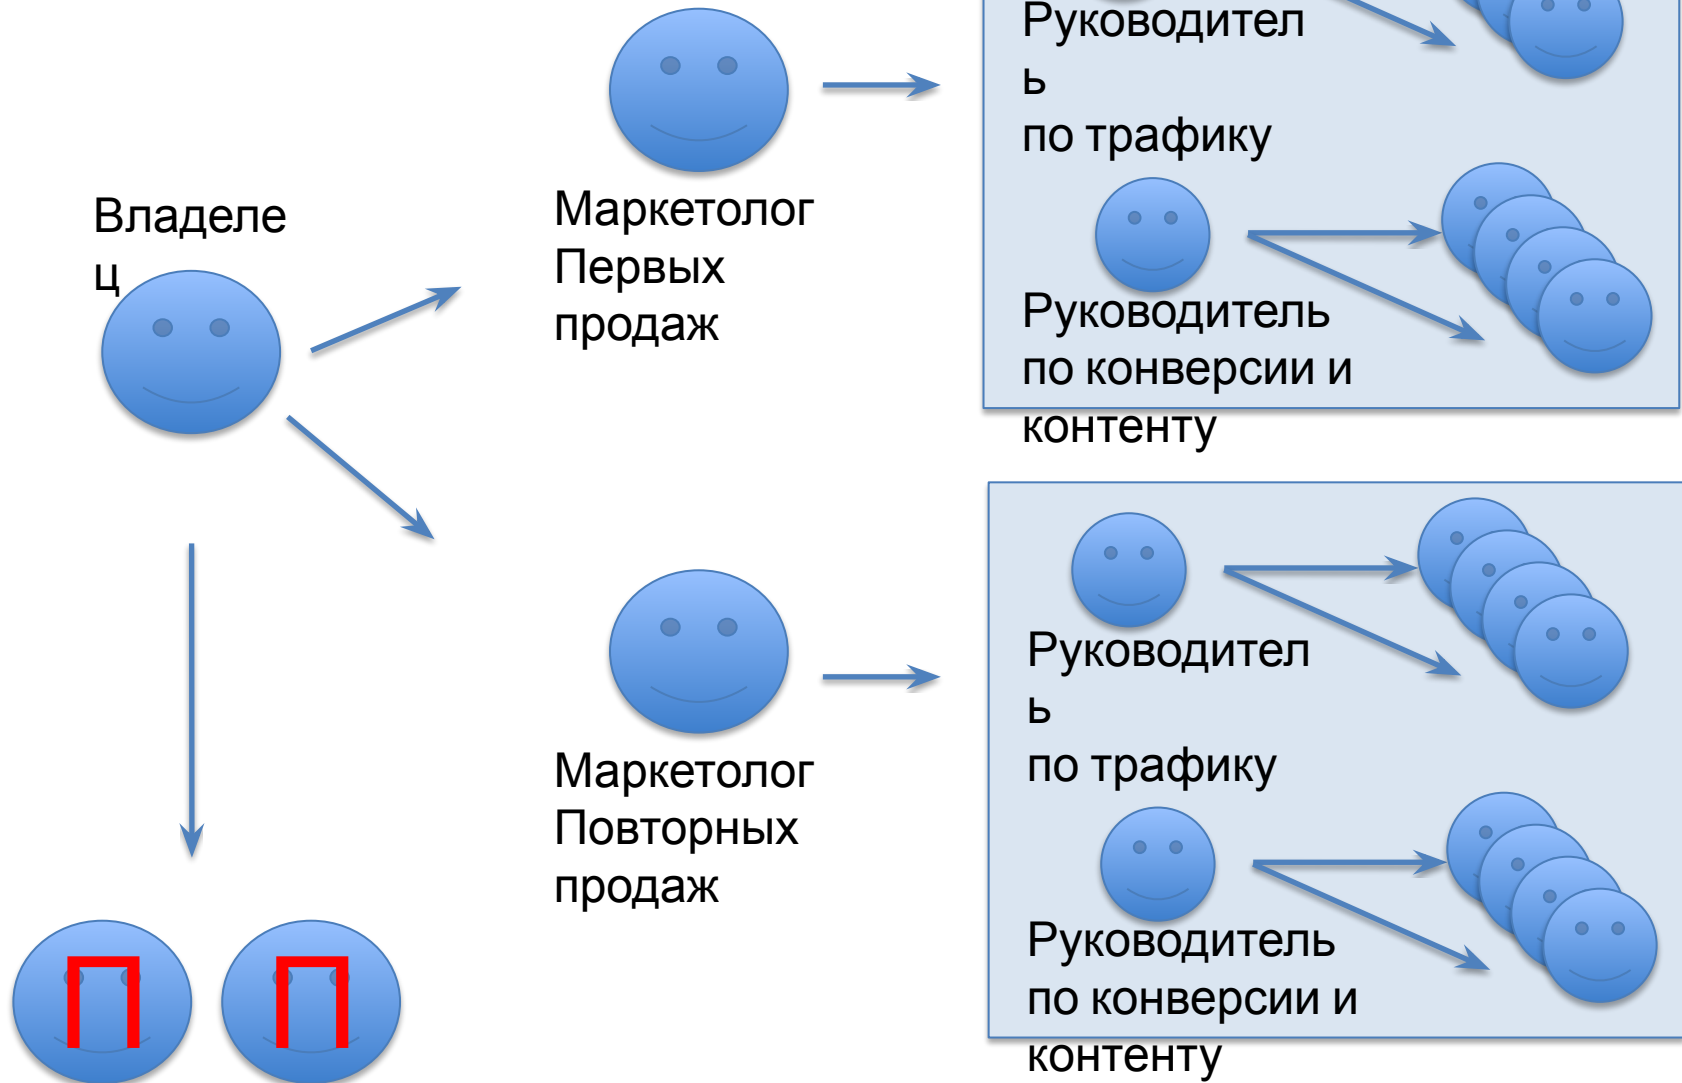 Владеле
ц
Маркетолог
Первых
продаж
Руководител
ь
по трафику
Руководитель
по конверсии и
контенту
Маркетолог
Повторных
продаж
Руководител
ь
по трафику
Руководитель
по конверсии и
контенту
П П